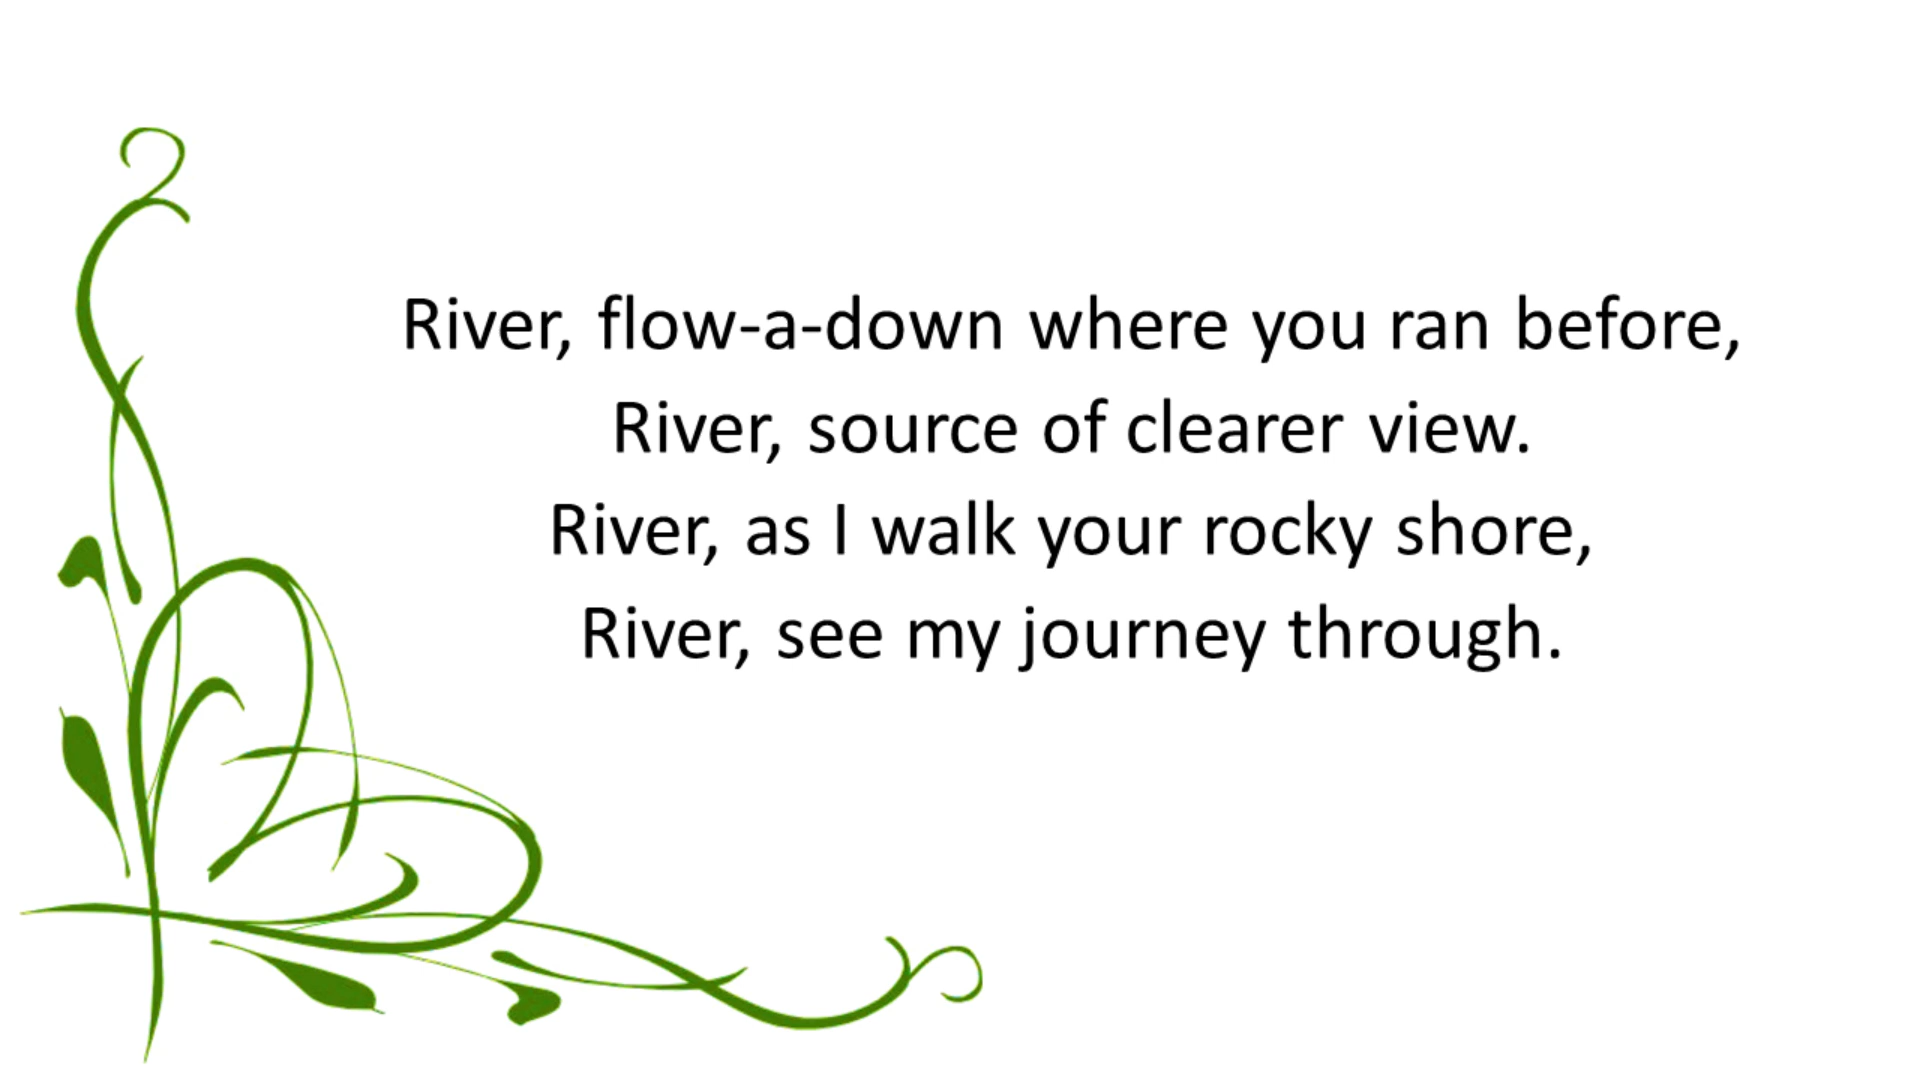 River, flow-a-down where you ran before,
River, source of clearer view.
River, as I walk your rocky shore,
River, see my journey through.